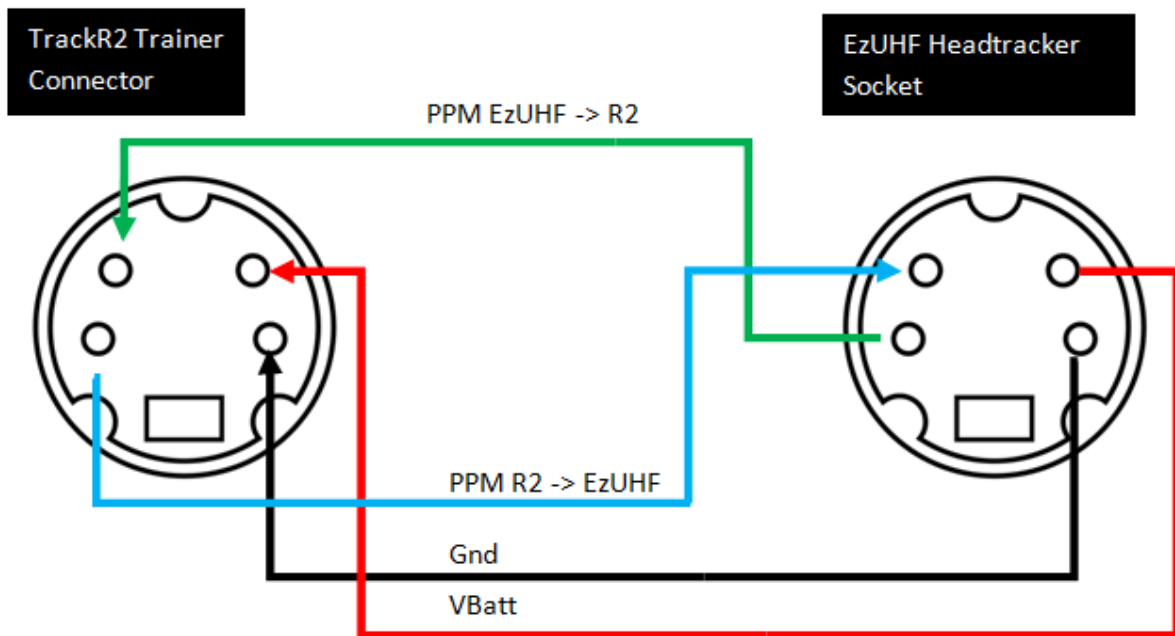 TrackR2 Trainer
Connector
EzUHF Headtracker
Socket
PPM EzUHF -> R2
PPM R2 -> EzUHF
Gnd
VBatt